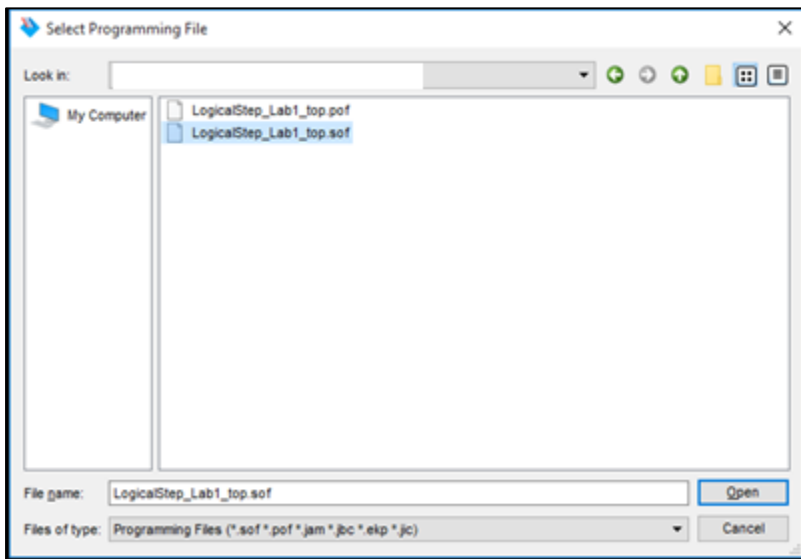 Select Programming File
Look in:
My Computer
LogicalStep_Lab1_top.pof
LogicalStep_Lab1_top.sof
File name: LogicalStep_Lab1_top.sof Open
Files of type: Programming Files (*.sof *.pof *.jam *.jbc *.ekp *.jic) Cancel